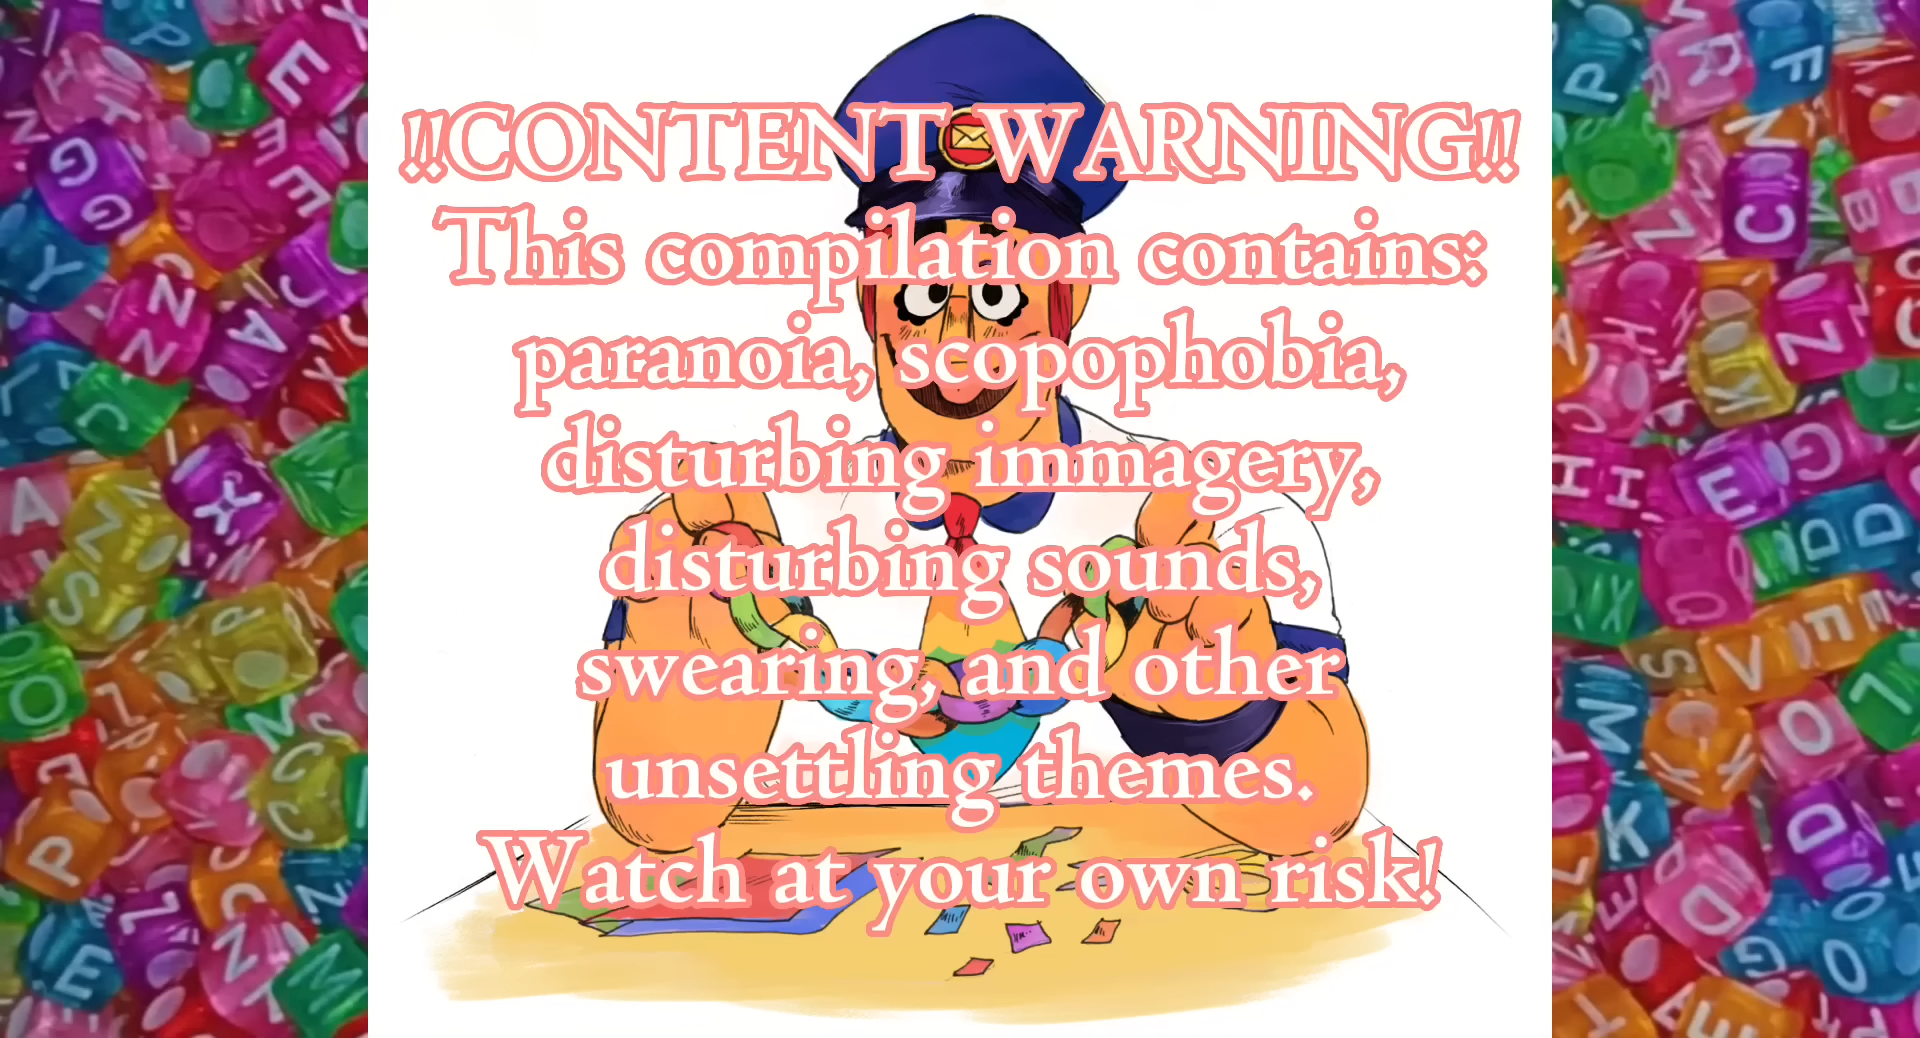 !!CONTENT WARNING!!
This compilation contains:
paranoia, scopophobia,
disturbing immagery,
disturbing sounds,
swearing, and other
unsettling themes.
Watch at your own risk!